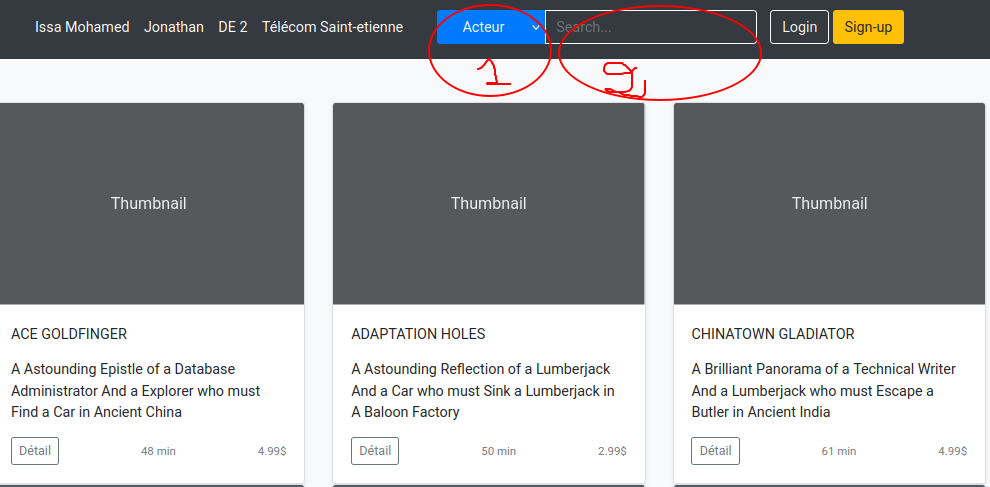 Issa Mohamed Jonathan DE 2 Télécom Saint-etienne Acteur Search... Login Sign-up
1 2
Thumbnail Thumbnail Thumbnail
ACE GOLDFINGER
A Astounding Epistle of a Database
Administrator And a Explorer who must
Find a Car in Ancient China
Détail 48 min 4.99$
ADAPTATION HOLES
A Astounding Reflection of a Lumberjack
And a Car who must Sink a Lumberjack in
A Baloon Factory
Détail 50 min 2.99$
CHINATOWN GLADIATOR
A Brilliant Panorama of a Technical Writer
And a Lumberjack who must Escape a
Butler in Ancient India
Détail 61 min 4.99$